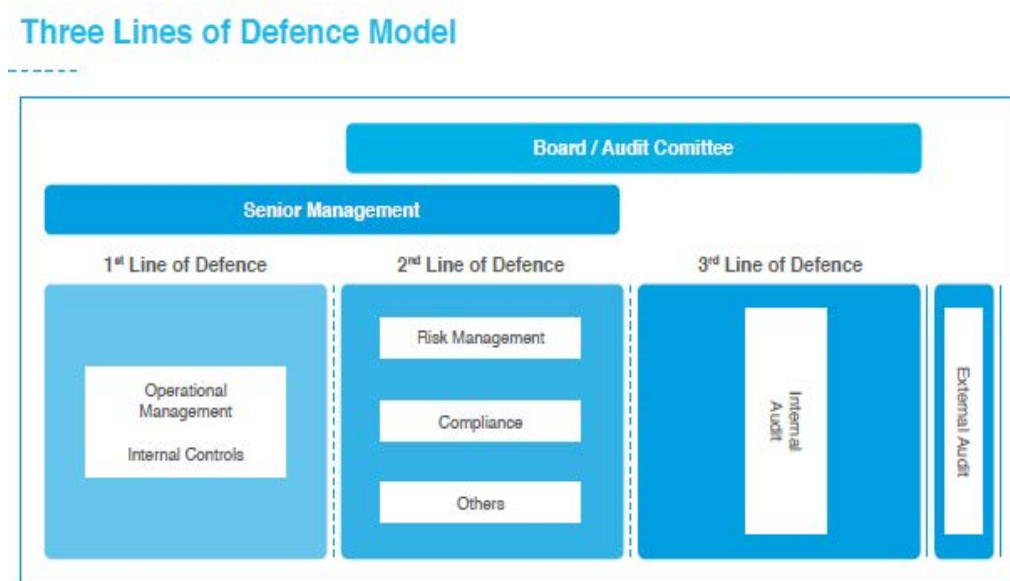 Three Lines of Defence Model
Board / Audit Comittee
Senior Management
1st Line of Defence
2nd Line of Defence
3rd Line of Defence
Operational
Management
Internal Controls
Risk Management
Compliance
Others
Internal
Audit
External Audit